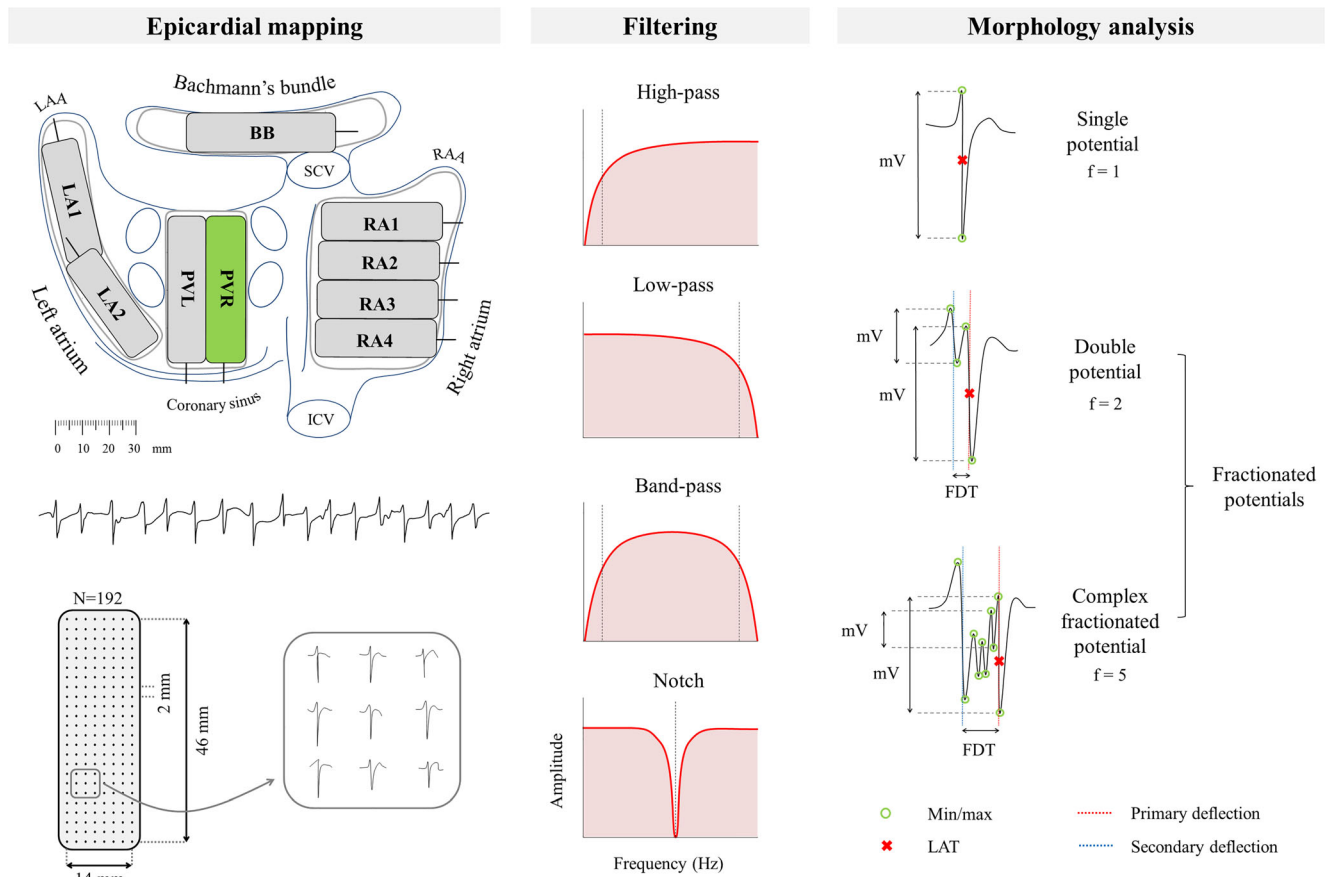 Epicardial mapping
Bachmann's bundle
LAA
BB
SCV
RAA
LA1
LA2
PVL
PVR
RA1
RA2
RA3
RA4
Left atrium
Right atrium
Coronary sinus
ICV
0 10 20 30 mm
N=192
2 mm
46 mm
14 mm
Filtering
High-pass
Low-pass
Band-pass
Notch
Amplitude
Frequency (Hz)
Morphology analysis
mV
Single
potential
f = 1
mV
mV
FDT
Double
potential
f = 2
mV
mV
FDT
Complex
fractionated
potential
f = 5
Fractionated
potentials
Min/max
LAT
Primary deflection
Secondary deflection